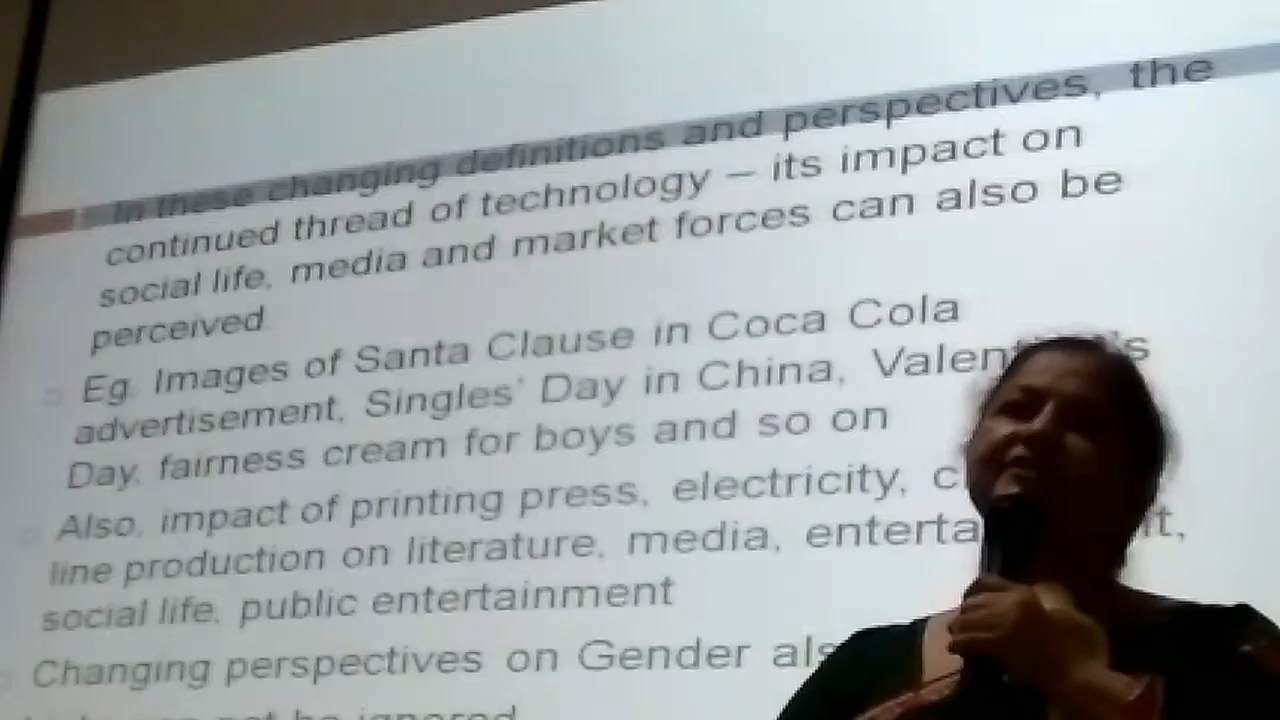 In these changing definitions and perspectives, the
continued thread of technology – its impact on
social life, media and market forces can also be
perceived
Eg. Images of Santa Clause in Coca Cola
advertisement, Singles' Day in China,
Day, fairness cream for boys and so on
Also, impact of printing press, electricity,
line production on literature, media,
social life, public entertainment
Changing perspectives on Gender
not be ignored